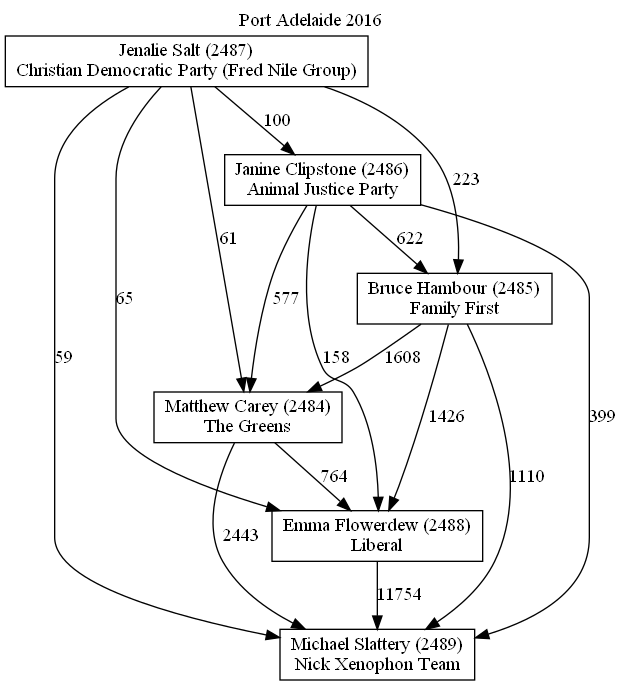 Port Adelaide 2016
Jenalie Salt (2487)
Christian Democratic Party (Fred Nile Group)
100
Janine Clipstone (2486)
Animal Justice Party
223
61
622
Bruce Hambour (2485)
Family First
65
577
59
158
1608
399
Matthew Carey (2484)
The Greens
1426
764
1110
Emma Flowerdew (2488)
Liberal
2443
11754
Michael Slattery (2489)
Nick Xenophon Team